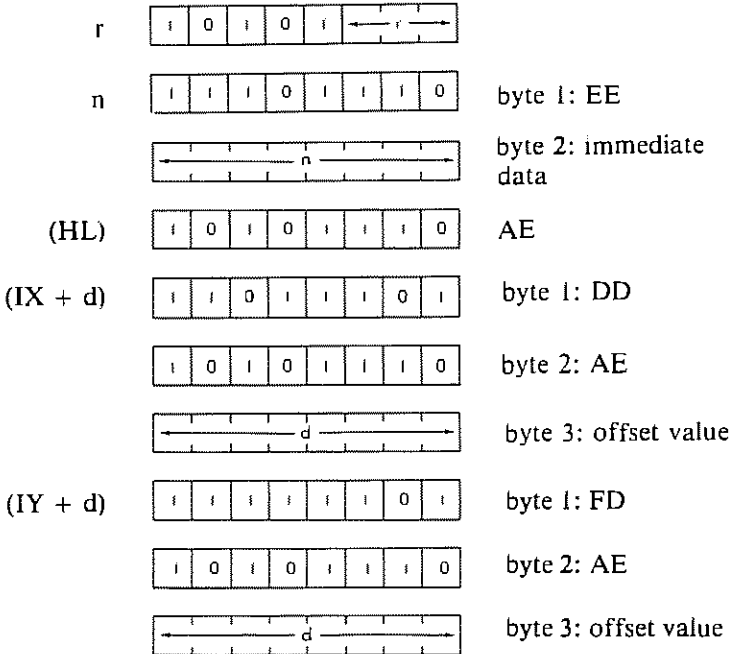 r 1 0 1 0 1 r
n 1 1 1 0 1 1 1 0 byte 1: EE
n byte 2: immediate
data
(HL) 1 0 1 0 1 1 1 0 AE
(IX + d) 1 1 0 1 1 1 0 1 byte 1: DD
1 0 1 0 1 1 1 0 byte 2: AE
d byte 3: offset value
(IY + d) 1 1 1 1 1 1 0 1 byte 1: FD
1 0 1 0 1 1 1 0 byte 2: AE
d byte 3: offset value